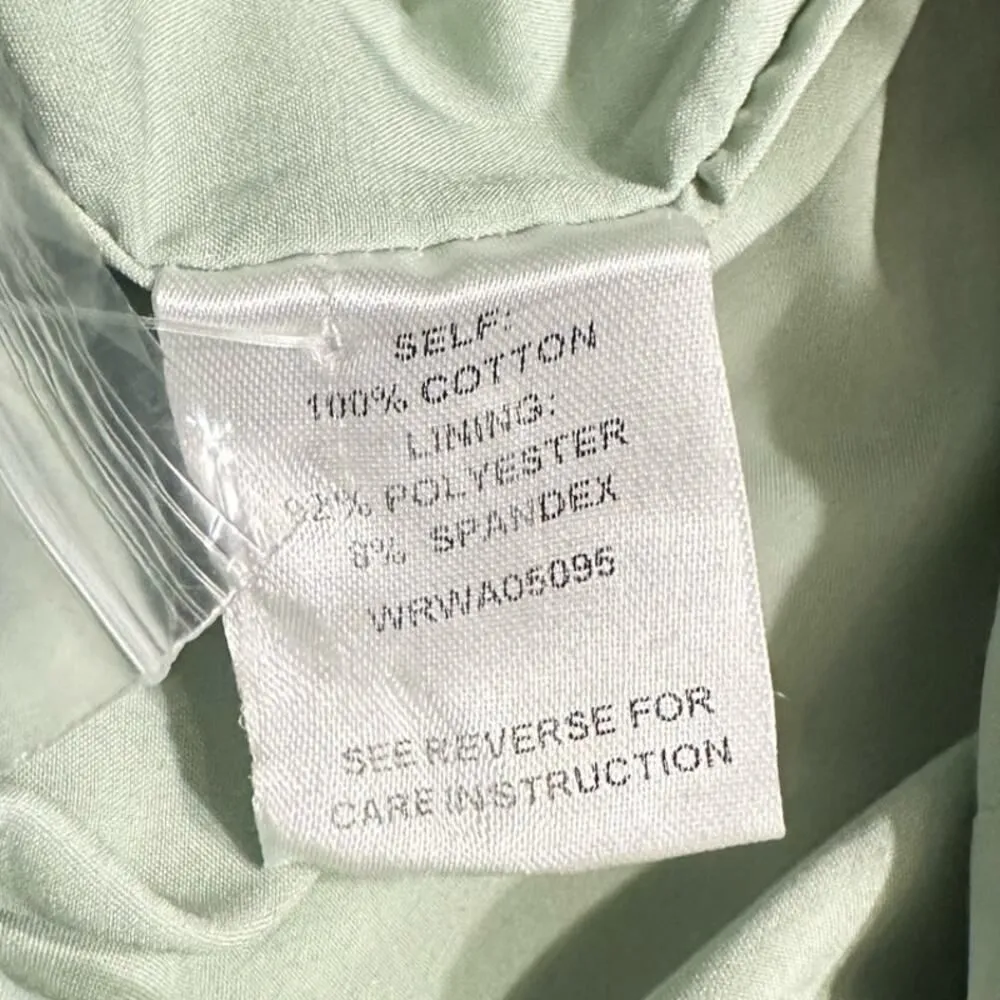 SELF:
100% COTTON
LINING:
92% POLYESTER
8% SPANDEX
WRWA05095
SEE REVERSE FOR
CARE INSTRUCTION